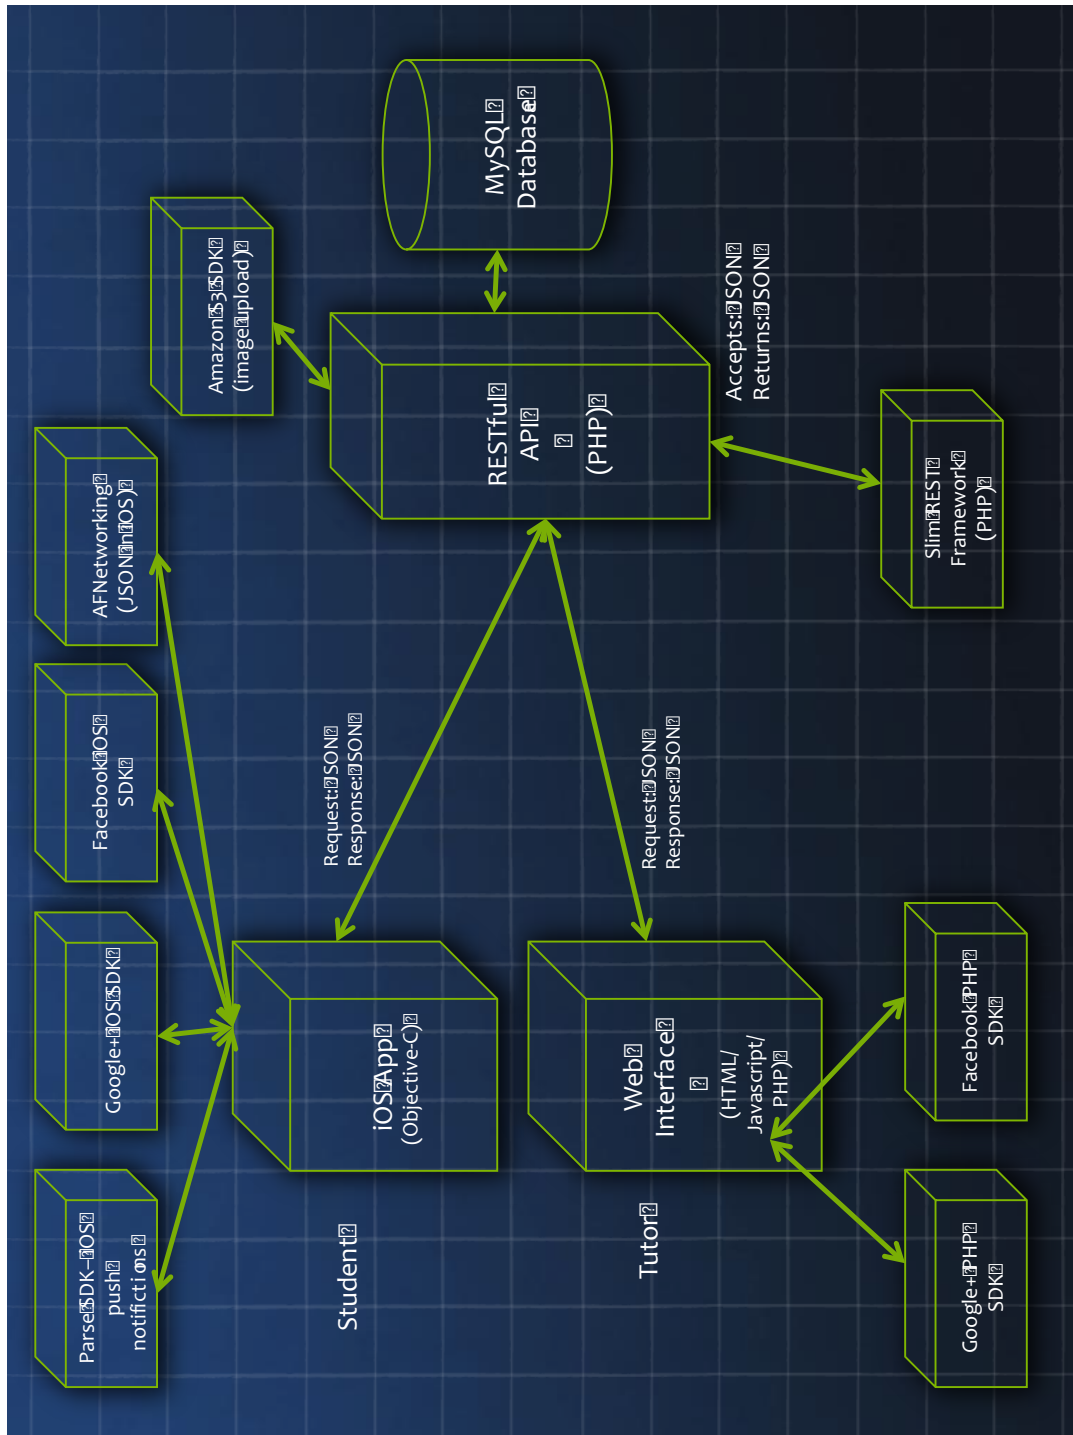 Parse SDK – iOS
push
notifictions
Google+ iOS SDK
Facebook iOS
SDK
AFNetworking
(JSON in iOS)
Amazon S3 SDK
(image upload)
Student
iOS App
(Objective-C)
Request: JSON
Response: JSON
RESTful
API
(PHP)
MySQL
Database
Tutor
Web
Interface
(HTML/
Javascript/
PHP)
Request: JSON
Response: JSON
Accepts: JSON
Returns: JSON
Google+ PHP
SDK
Facebook PHP
SDK
Slim REST
Framework
(PHP)